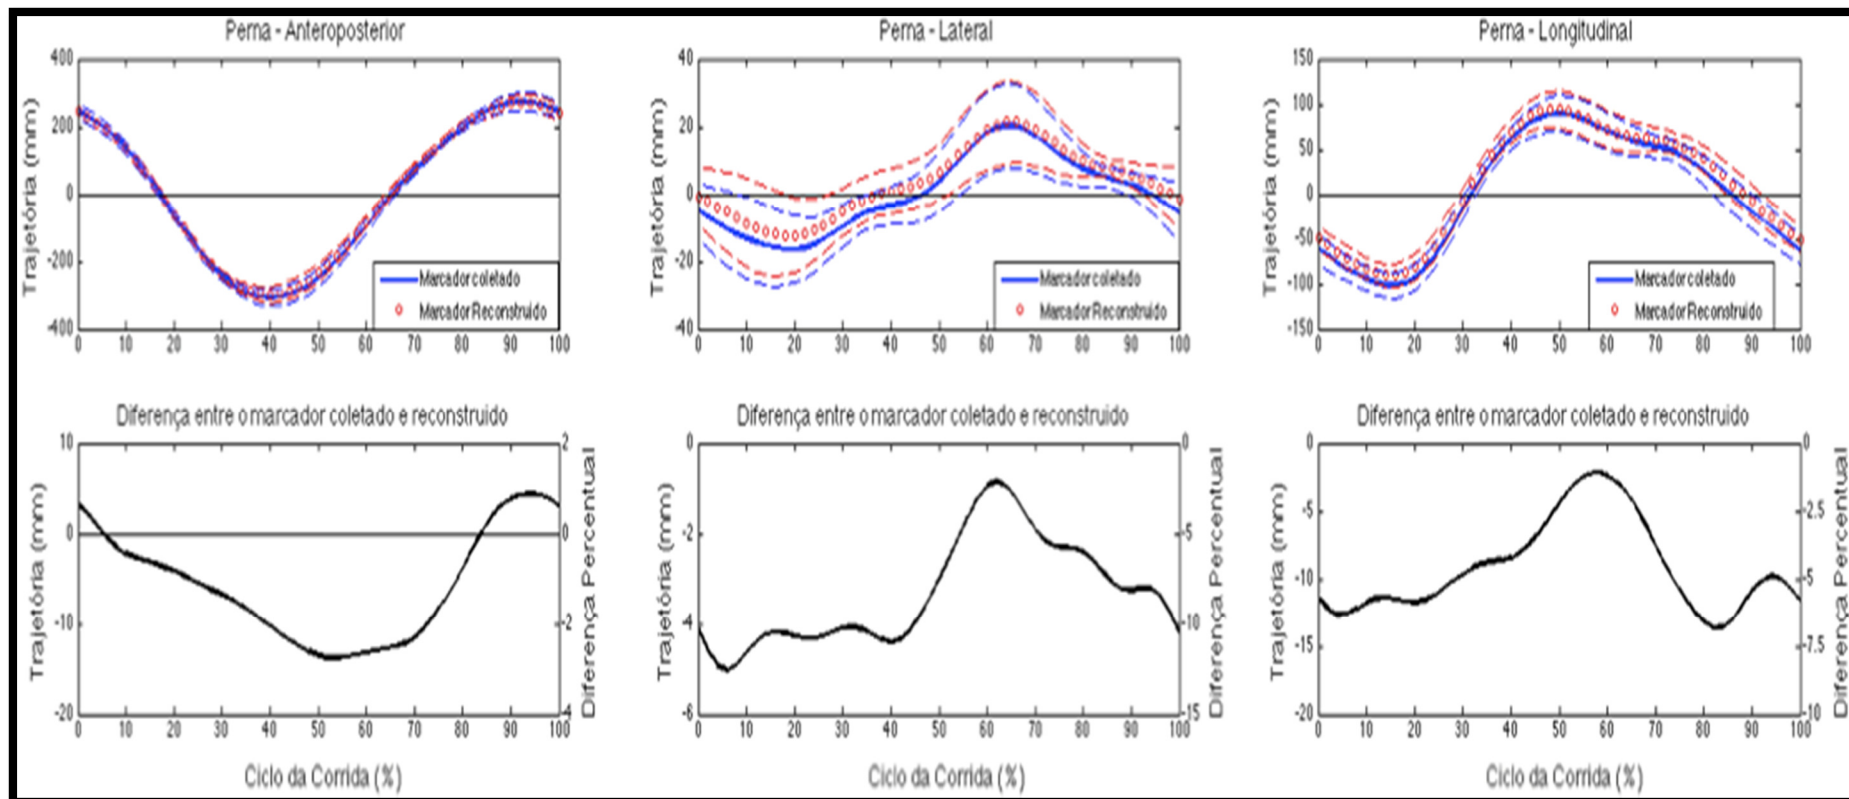 Perna - Anteroposterior
400
200
0
-200
-400
Trajetória (mm)
Marcador coletado
Marcador Reconstruido
0 10 20 30 40 50 60 70 80 90 100
Perna - Lateral
40
20
0
-20
-40
Trajetória (mm)
Marcador coletado
Marcador Reconstruido
0 10 20 30 40 50 60 70 80 90 100
Perna - Longitudinal
150
100
50
0
-50
-100
-150
Trajetória (mm)
Marcador coletado
Marcador Reconstruido
0 10 20 30 40 50 60 70 80 90 100
Diferença entre o marcador coletado e reconstruido
10
0
-10
-20
Trajetória (mm)
2
0
-2
-4
Diferença Percentual
0 10 20 30 40 50 60 70 80 90 100
Ciclo da Corrida (%)
Diferença entre o marcador coletado e reconstruido
0
-2
-4
-6
Trajetória (mm)
0
-5
-10
-15
Diferença Percentual
0 10 20 30 40 50 60 70 80 90 100
Ciclo da Corrida (%)
Diferença entre o marcador coletado e reconstruido
0
-5
-10
-15
-20
Trajetória (mm)
0
-2.5
-5
-7.5
-10
Diferença Percentual
0 10 20 30 40 50 60 70 80 90 100
Ciclo da Corrida (%)